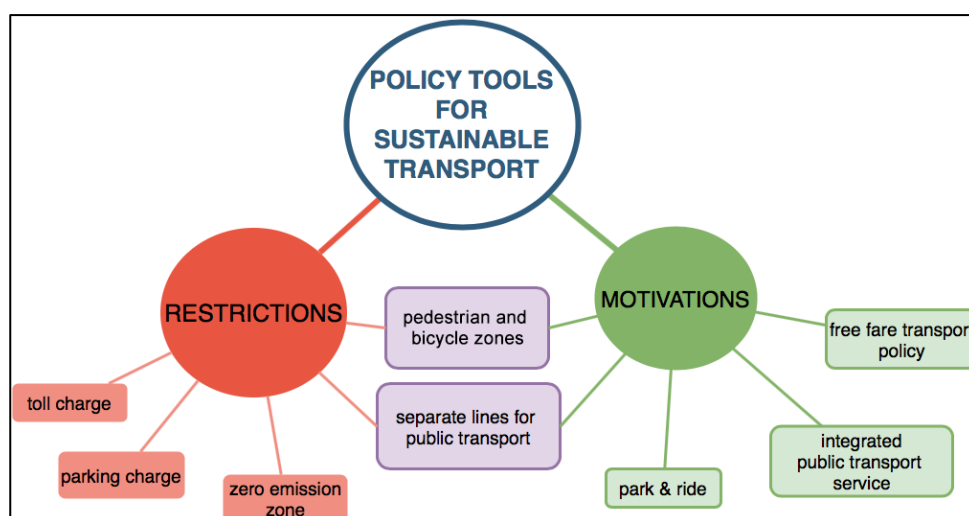 POLICY TOOLS
FOR
SUSTAINABLE
TRANSPORT
RESTRICTIONS
MOTIVATIONS
pedestrian and
bicycle zones
separate lines for
public transport
toll charge
parking charge
zero emission
zone
park & ride
integrated
public transport
service
free fare transport
policy